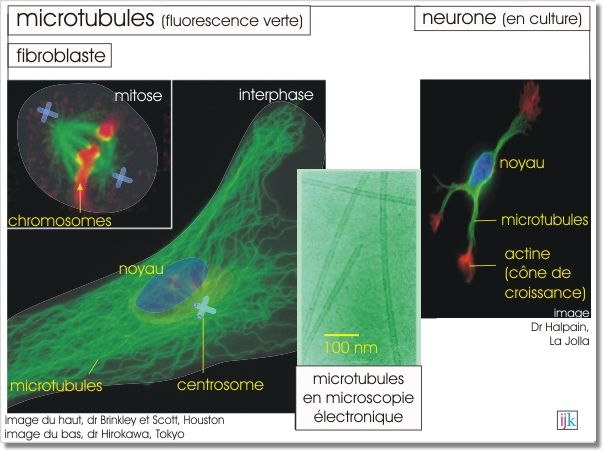 microtubules (fluorescence verte)
neurone (en culture)
fibroblaste
mitose
interphase
chromosomes
noyau
microtubules
centrosome
100 nm
microtubules
en microscopie
électronique
noyau
microtubules
actine
(cône de
croissance)
image
Dr Halpain,
La Jolla
image du haut, dr Brinkley et Scott, Houston
image du bas, dr Hirokawa, Tokyo
ijk